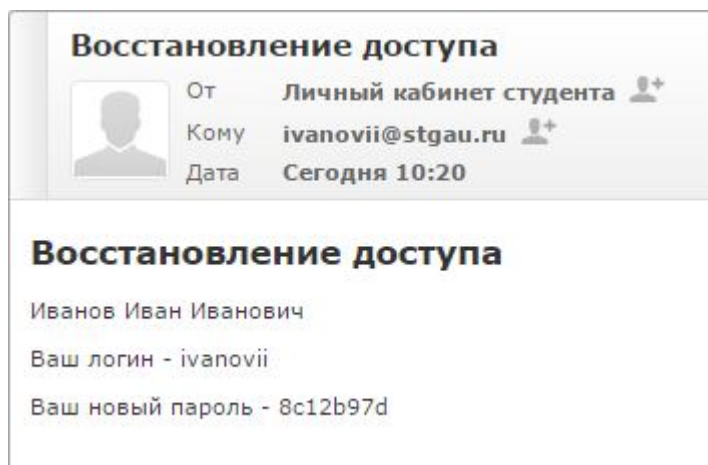 Восстановление доступа
От Личный кабинет студента
Кому ivanovii@stgau.ru
Дата Сегодня 10:20
Восстановление доступа
Иванов Иван Иванович
Ваш логин - ivanovii
Ваш новый пароль - 8c12b97d